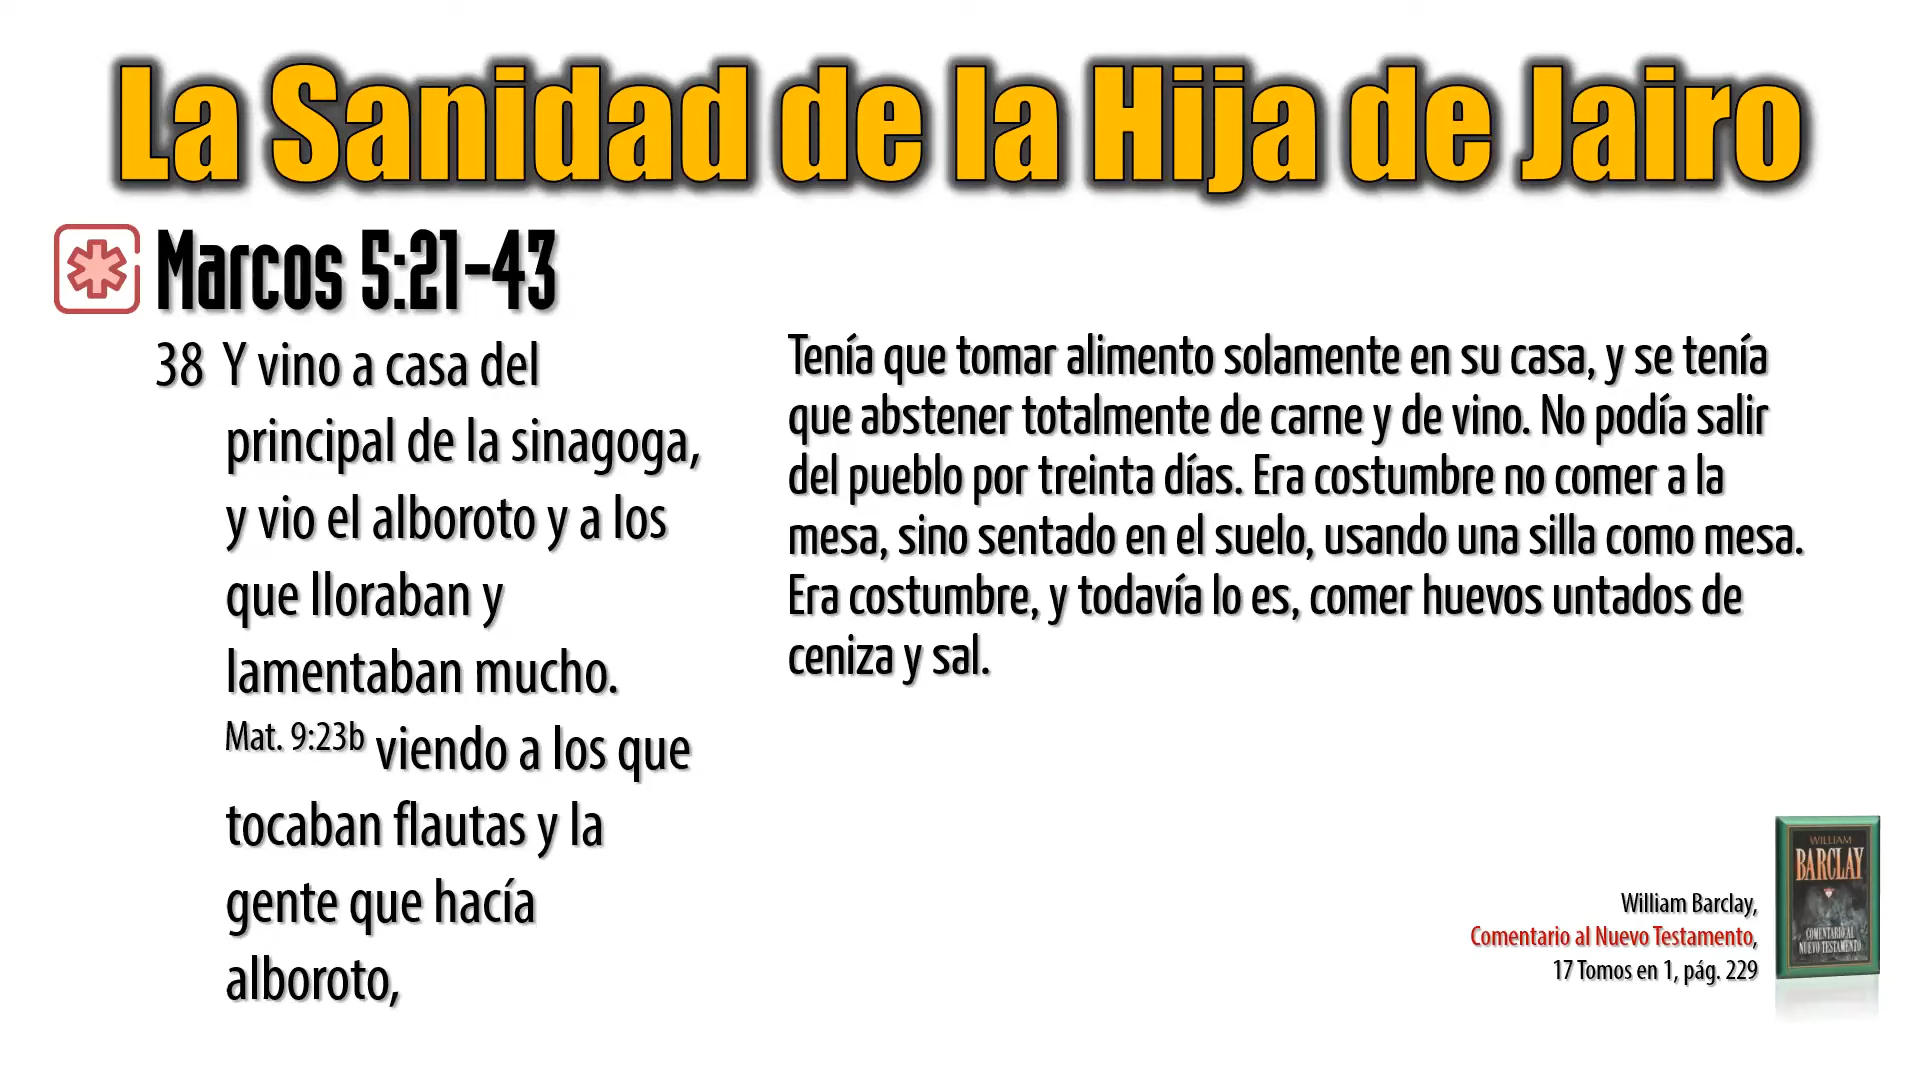 La Sanidad de la Hija de Jairo
Marcos 5:21-43
38 Y vino a casa del
principal de la sinagoga,
y vio el alboroto y a los
que lloraban y
lamentaban mucho.
Mat. 9:23b viendo a los que
tocaban flautas y la
gente que hacía
alboroto,
Tenía que tomar alimento solamente en su casa, y se tenía
que abstener totalmente de carne y de vino. No podía salir
del pueblo por treinta días. Era costumbre no comer a la
mesa, sino sentado en el suelo, usando una silla como mesa.
Era costumbre, y todavía lo es, comer huevos untados de
ceniza y sal.
William Barclay,
Comentario al Nuevo Testamento,
17 Tomos en 1, pág. 229
WILLIAM
BARCLAY
COMENTARIO AL
NUEVO TESTAMENTO